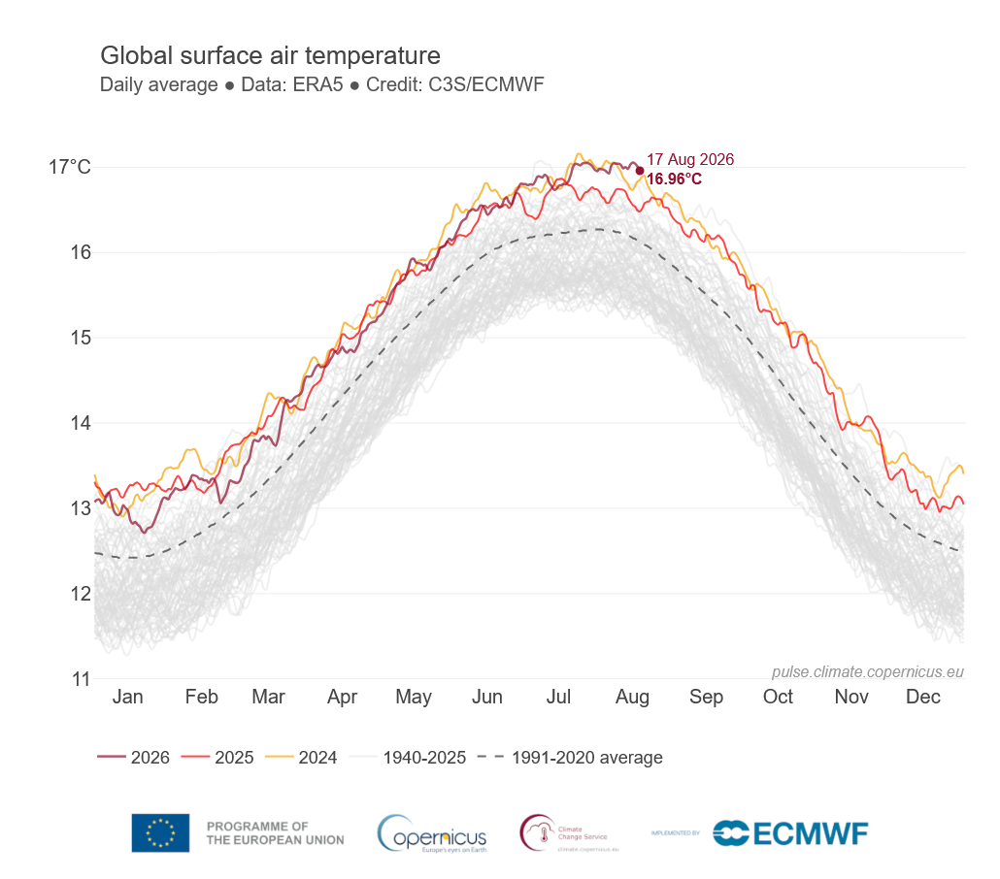 Global surface air temperature
Daily average ● Data: ERA5 ● Credit: C3S/ECMWF
17°C
17 Aug 2026
16.96°C
16
15
14
13
12
11
pulse.climate.copernicus.eu
Jan Feb Mar Apr May Jun Jul Aug Sep Oct Nov Dec
2026 2025 2024 1940-2025 1991-2020 average
PROGRAMME OF
THE EUROPEAN UNION
opernicus
Europe's eyes on Earth
Climate
Change Service
climate.copernicus.eu
IMPLEMENTED BY
ECMWF